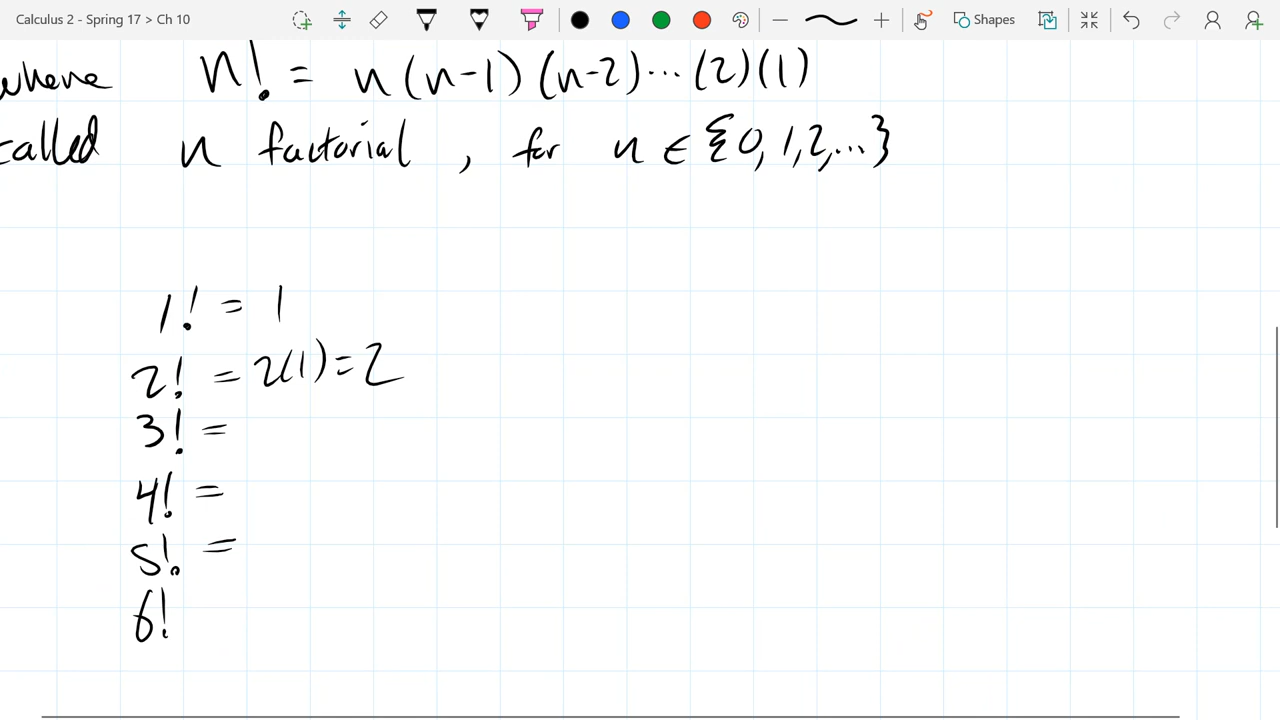 Calculus 2 - Spring 17 > Ch 10
Shapes
where n! = n(n-1)(n-2)...(2)(1)
called n factorial, for n ∈ {0,1,2,...}
1! = 1
2! = 2(1) = 2
3! =
4! =
5! =
6!